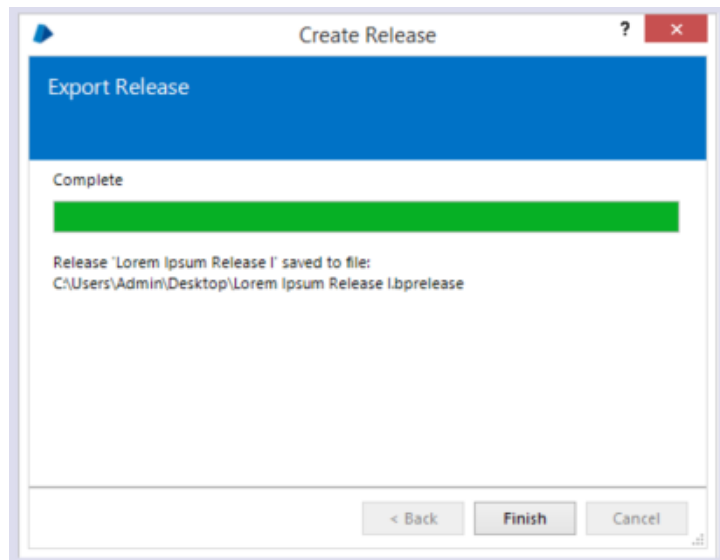 Create Release
?
×
Export Release
Complete
Release 'Lorem Ipsum Release I' saved to file:
C:\Users\Admin\Desktop\Lorem Ipsum Release I.bprelease
< Back
Finish
Cancel